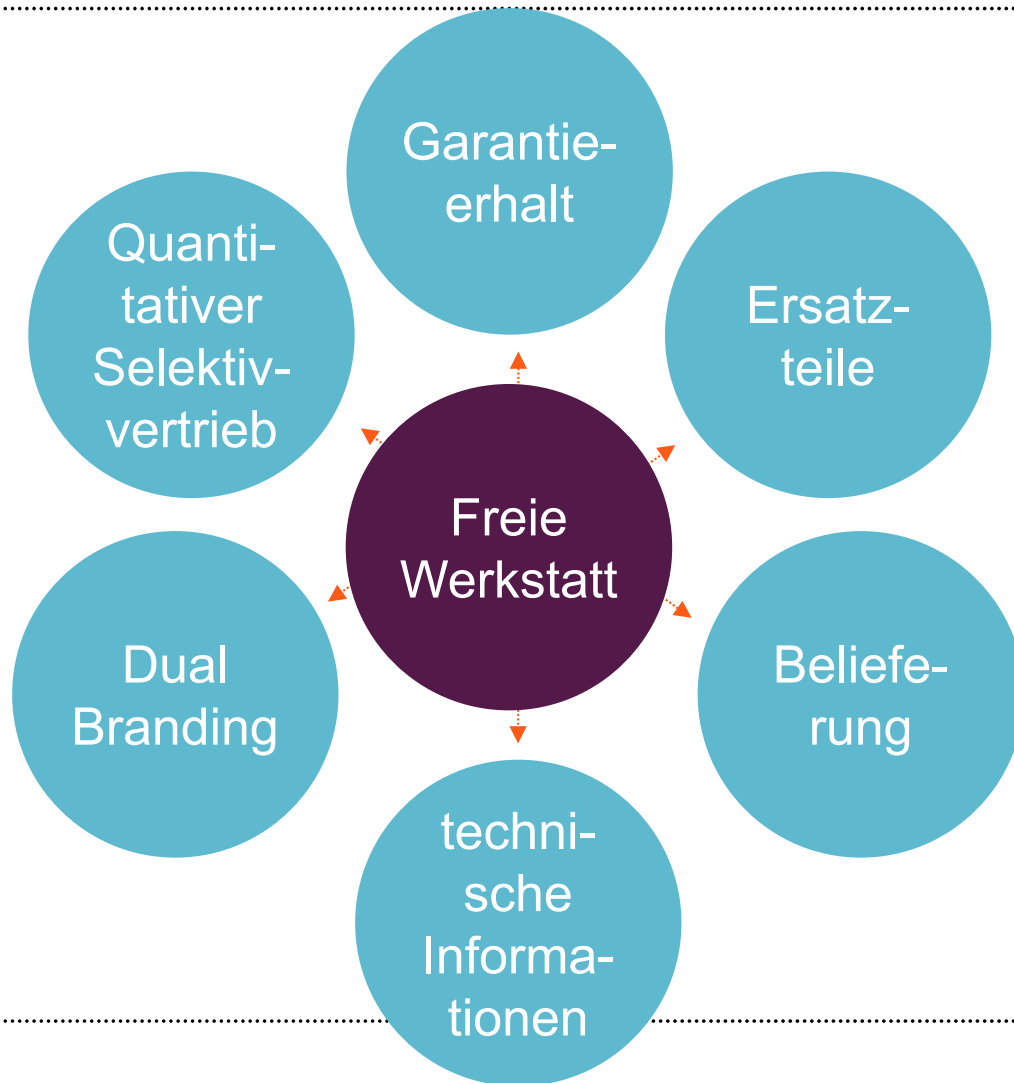 Garantie-
erhalt
Quanti-
tativer
Selektiv-
vertrieb
Ersatz-
teile
Freie
Werkstatt
Dual
Branding
Beliefe-
rung
techni-
sche
Informa-
tionen